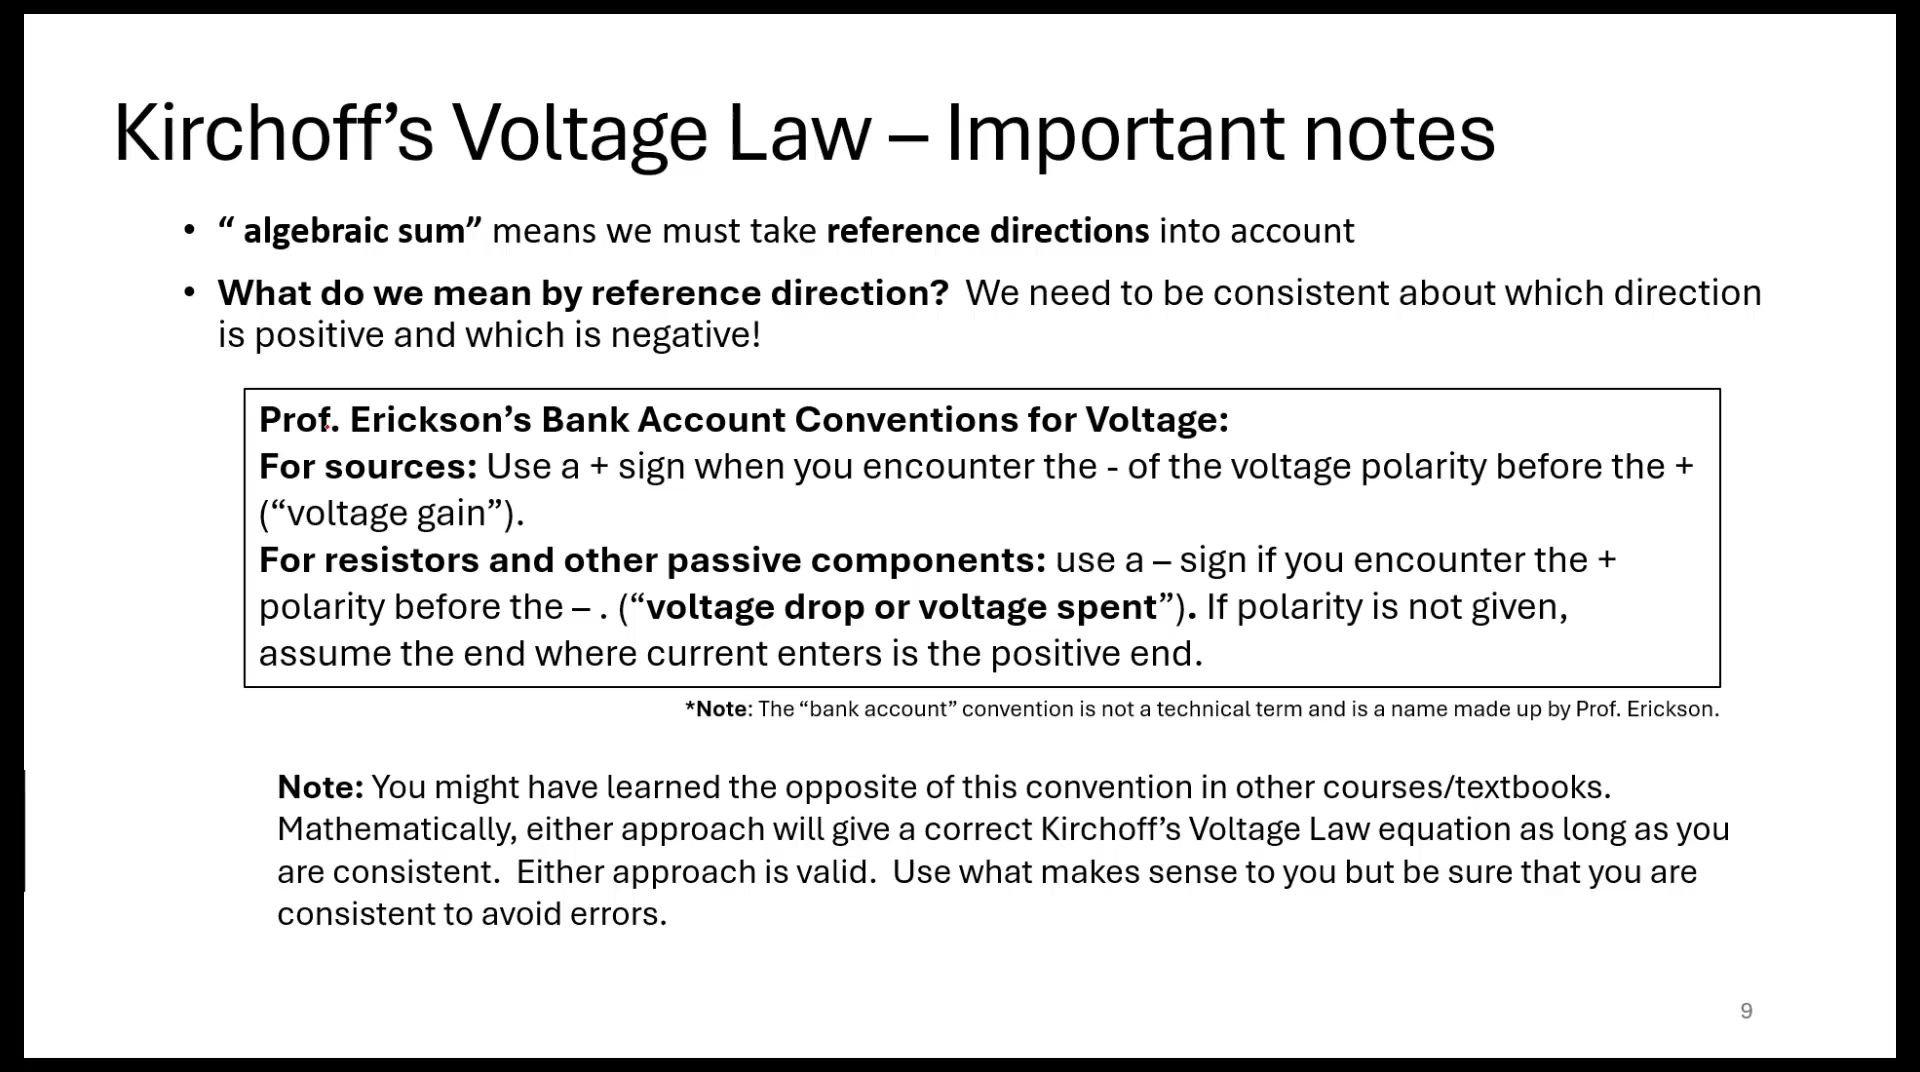 Kirchoff’s Voltage Law – Important notes
• “ algebraic sum” means we must take reference directions into account
• What do we mean by reference direction?  We need to be consistent about which direction
is positive and which is negative!
Prof. Erickson’s Bank Account Conventions for Voltage:
For sources: Use a + sign when you encounter the - of the voltage polarity before the +
(“voltage gain”).
For resistors and other passive components: use a – sign if you encounter the +
polarity before the – . (“voltage drop or voltage spent”). If polarity is not given,
assume the end where current enters is the positive end.
*Note: The “bank account” convention is not a technical term and is a name made up by Prof. Erickson.
Note: You might have learned the opposite of this convention in other courses/textbooks.
Mathematically, either approach will give a correct Kirchoff’s Voltage Law equation as long as you
are consistent.  Either approach is valid.  Use what makes sense to you but be sure that you are
consistent to avoid errors.
9